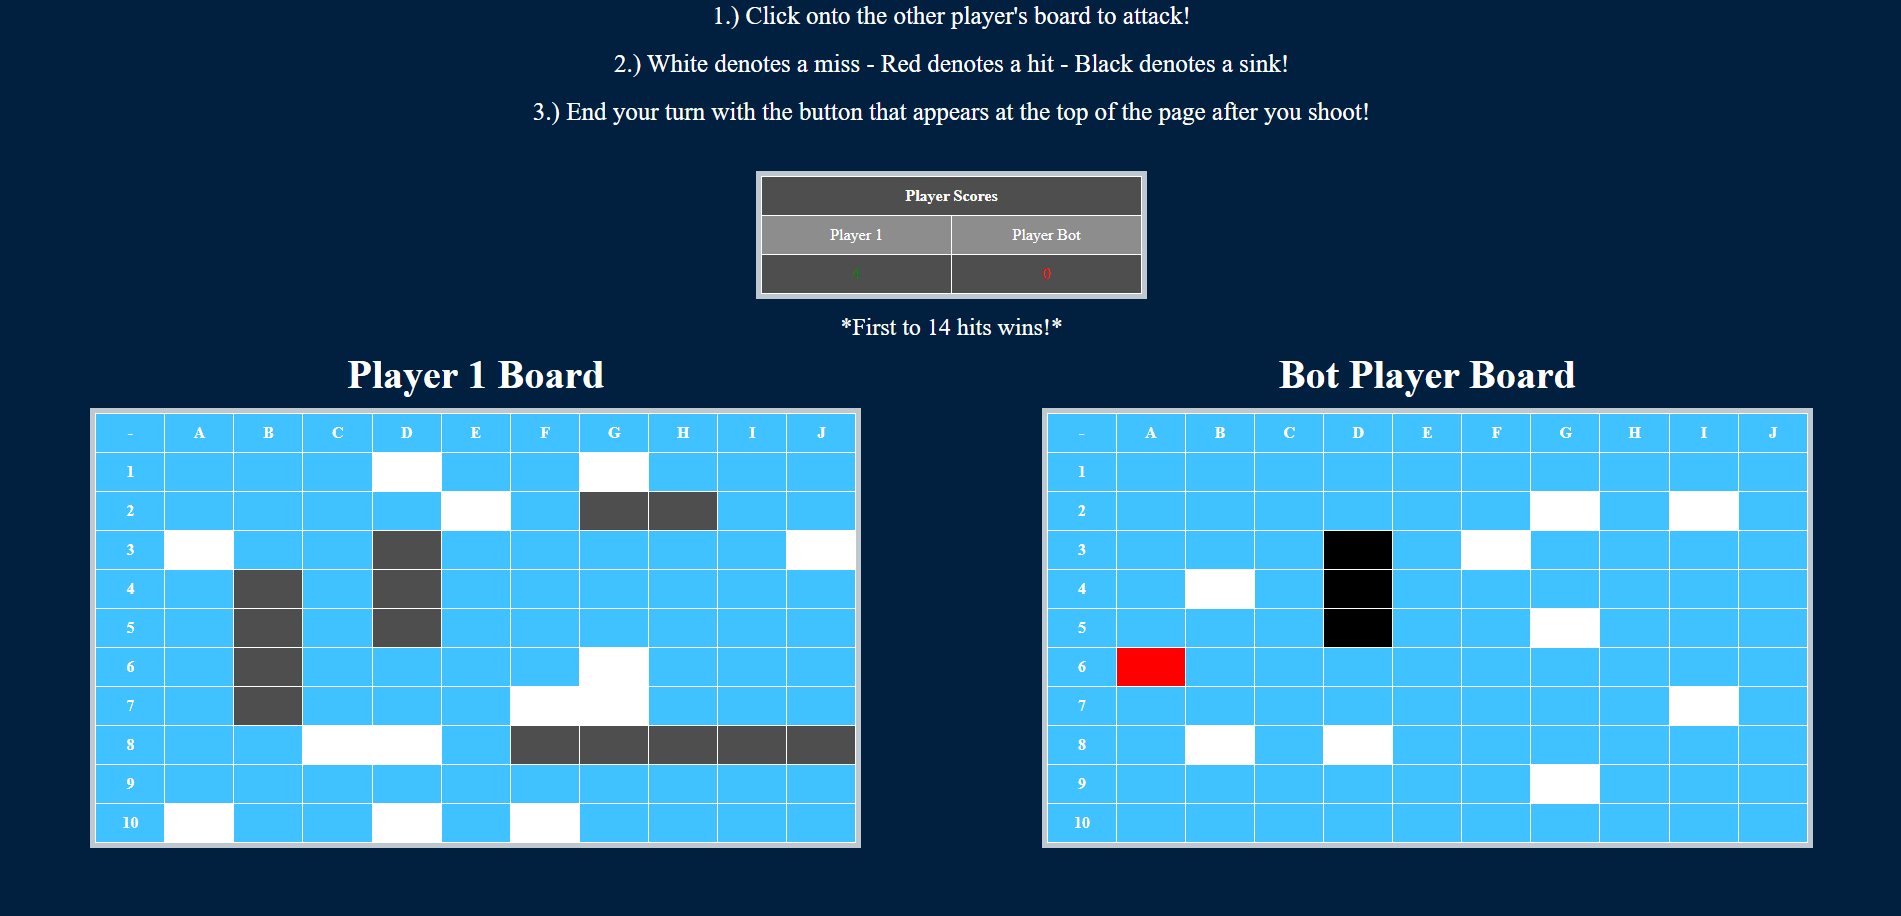 1.) Click onto the other player's board to attack!
2.) White denotes a miss - Red denotes a hit - Black denotes a sink!
3.) End your turn with the button that appears at the top of the page after you shoot!
Player Scores
Player 1 Player Bot
1 0
*First to 14 hits wins!*
Player 1 Board
- A B C D E F G H I J
1
2
3
4
5
6
7
8
9
10
Bot Player Board
- A B C D E F G H I J
1
2
3
4
5
6
7
8
9
10